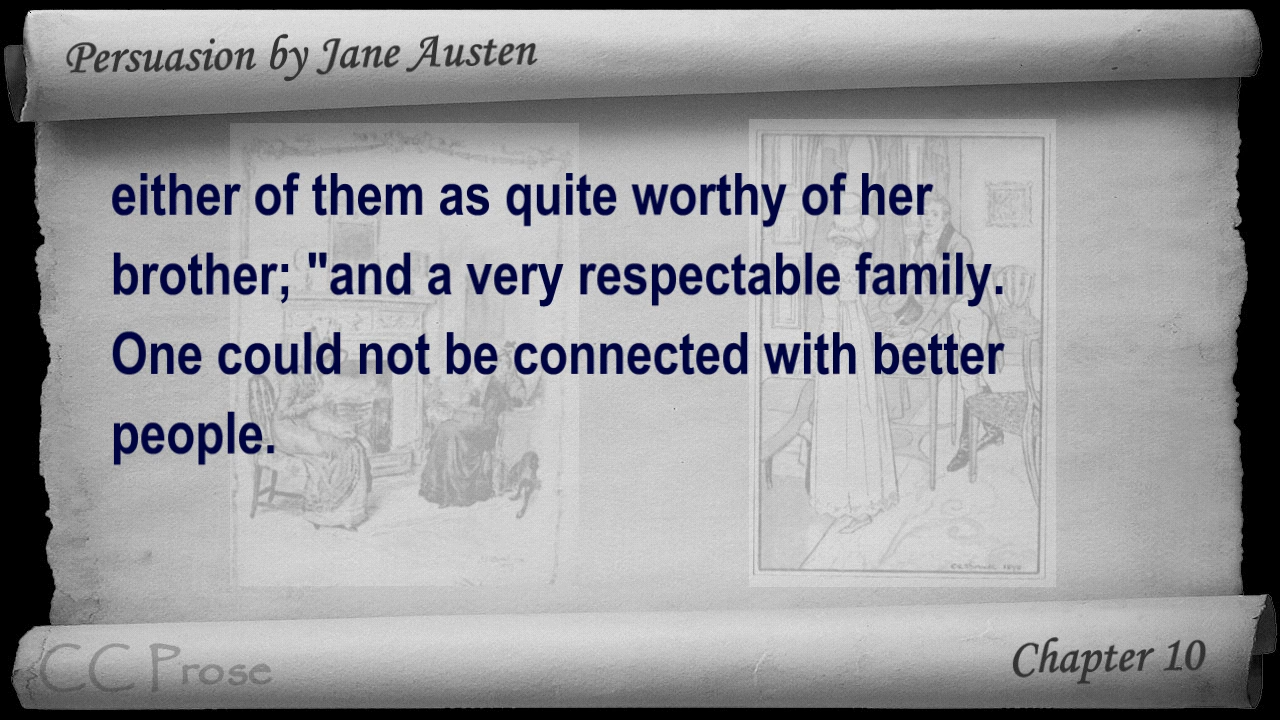 Persuasion by Jane Austen
either of them as quite worthy of her
brother; "and a very respectable family.
One could not be connected with better
people.
CC Prose
Chapter 10